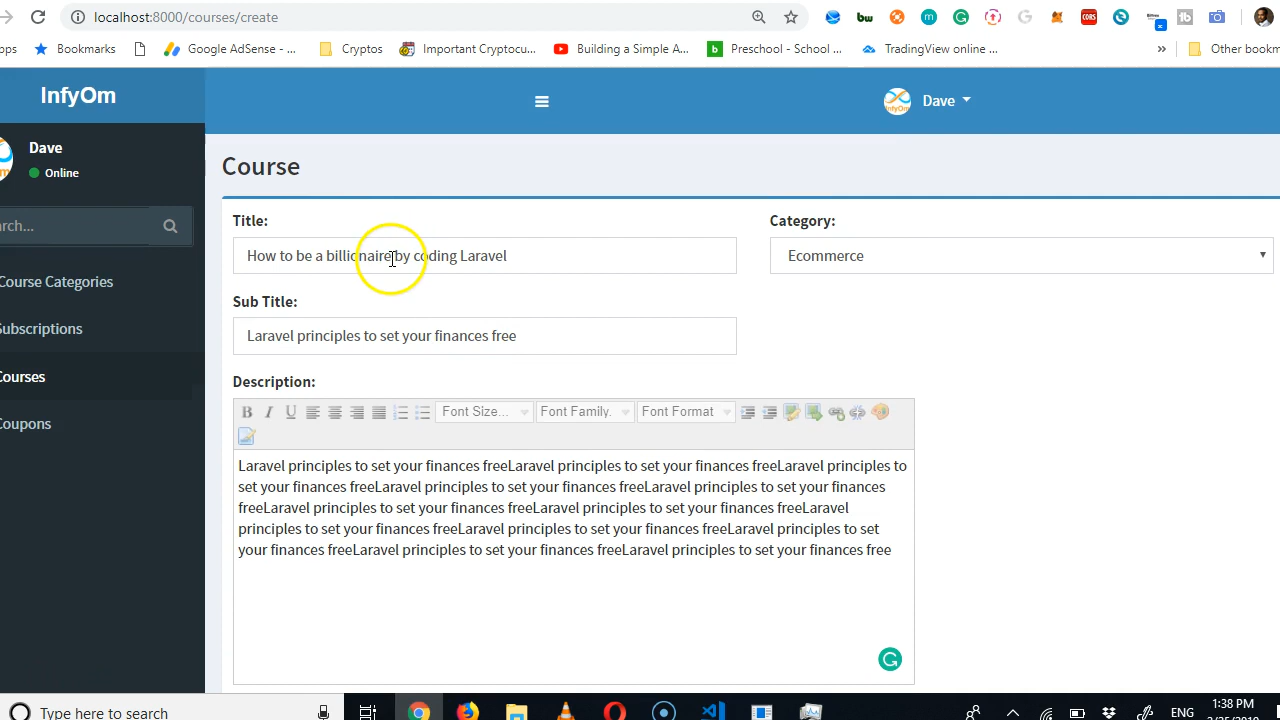 localhost:8000/courses/create
Bookmarks
Google AdSense - ...
Cryptos
Important Cryptocu...
Building a Simple A...
Preschool - School ...
TradingView online ...
»
InfyOm
Dave
Dave
Online
Course
Title:
Category:
How to be a billionaire by coding Laravel
Ecommerce
Sub Title:
Laravel principles to set your finances free
Course Categories
Subscriptions
Courses
Coupons
Description:
B I U Font Size... Font Family. Font Format
Laravel principles to set your finances freeLaravel principles to set your finances freeLaravel principles to
set your finances freeLaravel principles to set your finances freeLaravel principles to set your finances
freeLaravel principles to set your finances freeLaravel principles to set your finances freeLaravel
principles to set your finances freeLaravel principles to set your finances freeLaravel principles to set
your finances freeLaravel principles to set your finances freeLaravel principles to set your finances free
Type here to search
ENG
1:38 PM